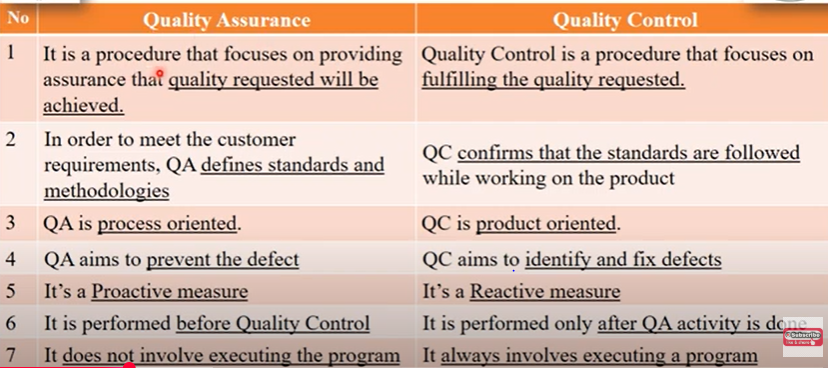 No Quality Assurance Quality Control
1 It is a procedure that focuses on providing
assurance that quality requested will be
achieved.
Quality Control is a procedure that focuses on
fulfilling the quality requested.
2 In order to meet the customer
requirements, QA defines standards and
methodologies
QC confirms that the standards are followed
while working on the product
3 QA is process oriented. QC is product oriented.
4 QA aims to prevent the defect QC aims to identify and fix defects
5 It's a Proactive measure It's a Reactive measure
6 It is performed before Quality Control It is performed only after QA activity is done
7 It does not involve executing the program It always involves executing a program
Subscribe